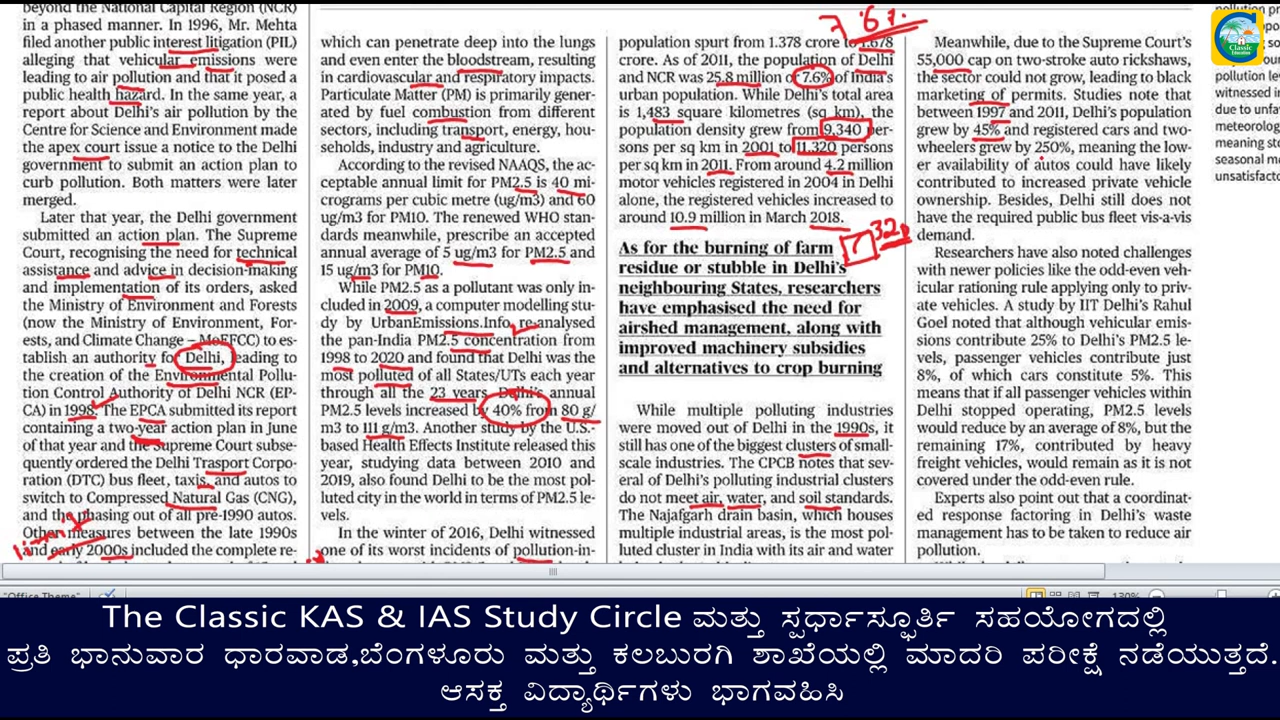 beyond the National Capital Region (NCR)
in a phased manner. In 1996, Mr. Mehta
filed another public interest litigation (PIL)
alleging that vehicular emissions were
leading to air pollution and that it posed a
public health hazard. In the same year, a
report about Delhi's air pollution by the
Centre for Science and Environment made
the apex court issue a notice to the Delhi
government to submit an action plan to
curb pollution. Both matters were later
merged.
Later that year, the Delhi government
submitted an action plan. The Supreme
Court, recognising the need for technical
assistance and advice in decision-making
and implementation of its orders, asked
the Ministry of Environment and Forests
(now the Ministry of Environment, For-
ests, and Climate Change – MoEFCC) to es-
tablish an authority for Delhi, leading to
the creation of the Environmental Pollu-
tion Control Authority of Delhi NCR (EP-
CA) in 1998. The EPCA submitted its report
containing a two-year action plan in June
of that year and the Supreme Court subse-
quently ordered the Delhi Trasport Corpo-
ration (DTC) bus fleet, taxis, and autos to
switch to Compressed Natural Gas (CNG),
and the phasing out of all pre-1990 autos.
Other measures between the late 1990s
and early 2000s included the complete re-
which can penetrate deep into the lungs
and even enter the bloodstream, resulting
in cardiovascular and respiratory impacts.
Particulate Matter (PM) is primarily gener-
ated by fuel combustion from different
sectors, including transport, energy, hou-
seholds, industry and agriculture.
According to the revised NAAQS, the ac-
ceptable annual limit for PM2.5 is 40 mi-
crograms per cubic metre (ug/m3) and 60
ug/m3 for PM10. The renewed WHO stan-
dards meanwhile, prescribe an accepted
annual average of 5 ug/m3 for PM2.5 and
15 ug/m3 for PM10.
While PM2.5 as a pollutant was only in-
cluded in 2009, a computer modelling stu-
dy by UrbanEmissions.Info, re-analysed
the pan-India PM2.5 concentration from
1998 to 2020 and found that Delhi was the
most polluted of all States/UTs each year
through all the 23 years. Delhi's annual
PM2.5 levels increased by 40% from 80 g/
m3 to 111 g/m3. Another study by the U.S.-
based Health Effects Institute released this
year, studying data between 2010 and
2019, also found Delhi to be the most pol-
luted city in the world in terms of PM2.5 le-
vels.
In the winter of 2016, Delhi witnessed
one of its worst incidents of pollution-in-
7.6%
population spurt from 1.378 crore to 1.678
crore. As of 2011, the population of Delhi
and NCR was 25.8 million or 7.6% of India's
urban population. While Delhi's total area
is 1,483 square kilometres (sq km), the
population density grew from 9,340 per-
sons per sq km in 2001 to 11,320 persons
per sq km in 2011. From around 4.2 million
motor vehicles registered in 2004 in Delhi
alone, the registered vehicles increased to
around 10.9 million in March 2018.
As for the burning of farm
residue or stubble in Delhi's
neighbouring States, researchers
have emphasised the need for
airshed management, along with
improved machinery subsidies
and alternatives to crop burning
While multiple polluting industries
were moved out of Delhi in the 1990s, it
still has one of the biggest clusters of small-
scale industries. The CPCB notes that sev-
eral of Delhi's polluting industrial clusters
do not meet air, water, and soil standards.
The Najafgarh drain basin, which houses
multiple industrial areas, is the most pol-
luted cluster in India with its air and water
Meanwhile, due to the Supreme Court's
55,000 cap on two-stroke auto rickshaws,
the sector could not grow, leading to black
marketing of permits. Studies note that
between 1997 and 2011, Delhi's population
grew by 45% and registered cars and two-
wheelers grew by 250%, meaning the low-
er availability of autos could have likely
contributed to increased private vehicle
ownership. Besides, Delhi still does not
have the required public bus fleet vis-a-vis
demand.
Researchers have also noted challenges
with newer policies like the odd-even veh-
icular rationing rule applying only to pri-
vate vehicles. A study by IIT Delhi's Rahul
Goel noted that although vehicular emis-
sions contribute 25% to Delhi's PM2.5 le-
vels, passenger vehicles contribute just
8%, of which cars constitute 5%. This
means that if all passenger vehicles within
Delhi stopped operating, PM2.5 levels
would reduce by an average of 8%, but the
remaining 17%, contributed by heavy
freight vehicles, would remain as it is not
covered under the odd-even rule.
Experts also point out that a coordinat-
ed response factoring in Delhi's waste
management has to be taken to reduce air
pollution.
pollution le
witnessed in
due to unfa
meteorolog
meaning sto
seasonal mu
unsatisfacto
Classic
Education
"Office Theme"
130%
The Classic KAS & IAS Study Circle ಮತ್ತು ಸ್ಪರ್ಧಾಸ್ಫೂರ್ತಿ ಸಹಯೋಗದಲ್ಲಿ
ಪ್ರತಿ ಭಾನುವಾರ ಧಾರವಾಡ,ಬೆಂಗಳೂರು ಮತ್ತು ಕಲಬುರಗಿ ಶಾಖೆಯಲ್ಲಿ ಮಾದರಿ ಪರೀಕ್ಷೆ ನಡೆಯುತ್ತದೆ.
ಆಸಕ್ತ ವಿದ್ಯಾರ್ಥಿಗಳು ಭಾಗವಹಿಸಿ